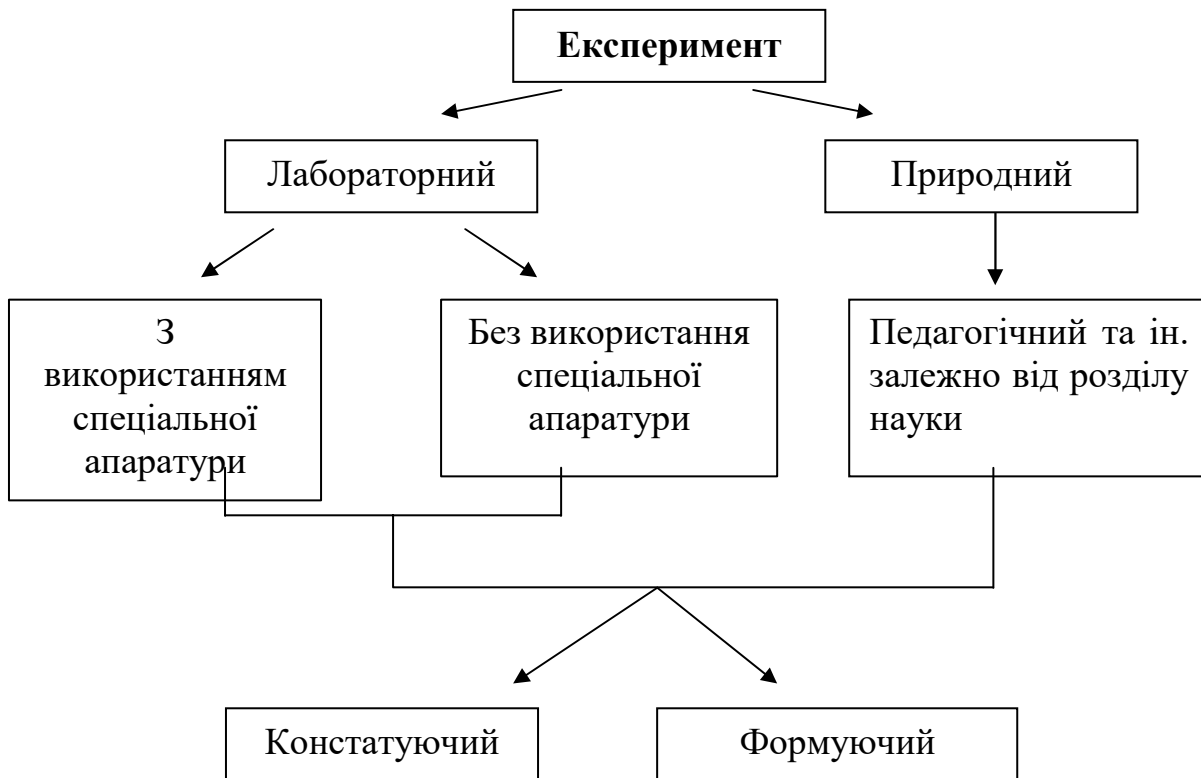 Експеримент
Лабораторний
Природний
З
використанням
спеціальної
апаратури
Без використання
спеціальної
апаратури
Педагогічний та ін.
залежно від розділу
науки
Констатуючий
Формуючий